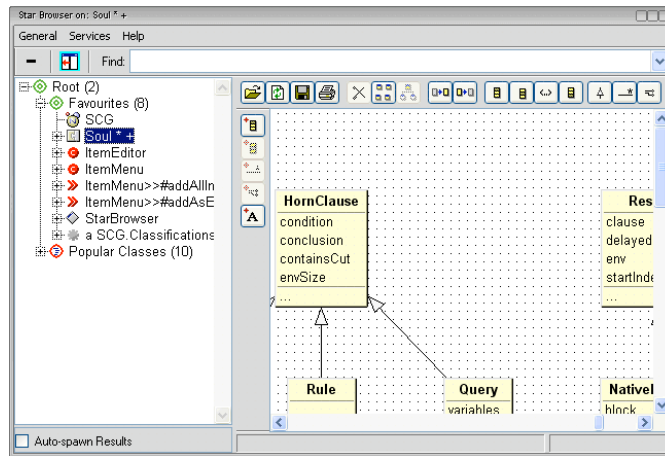 Star Browser on: Soul * +
General Services Help
Find:
Root (2)
Favourites (8)
SCG
Soul * +
ItemEditor
ItemMenu
ItemMenu>>#addAllIn
ItemMenu>>#addAsE
StarBrowser
a SCG.Classifications
Popular Classes (10)
Auto-spawn Results
A
HornClause
condition
conclusion
containsCut
envSize
...
Res
clause
delayed
env
startInde
...
Rule
Query
variables
Nativel
block